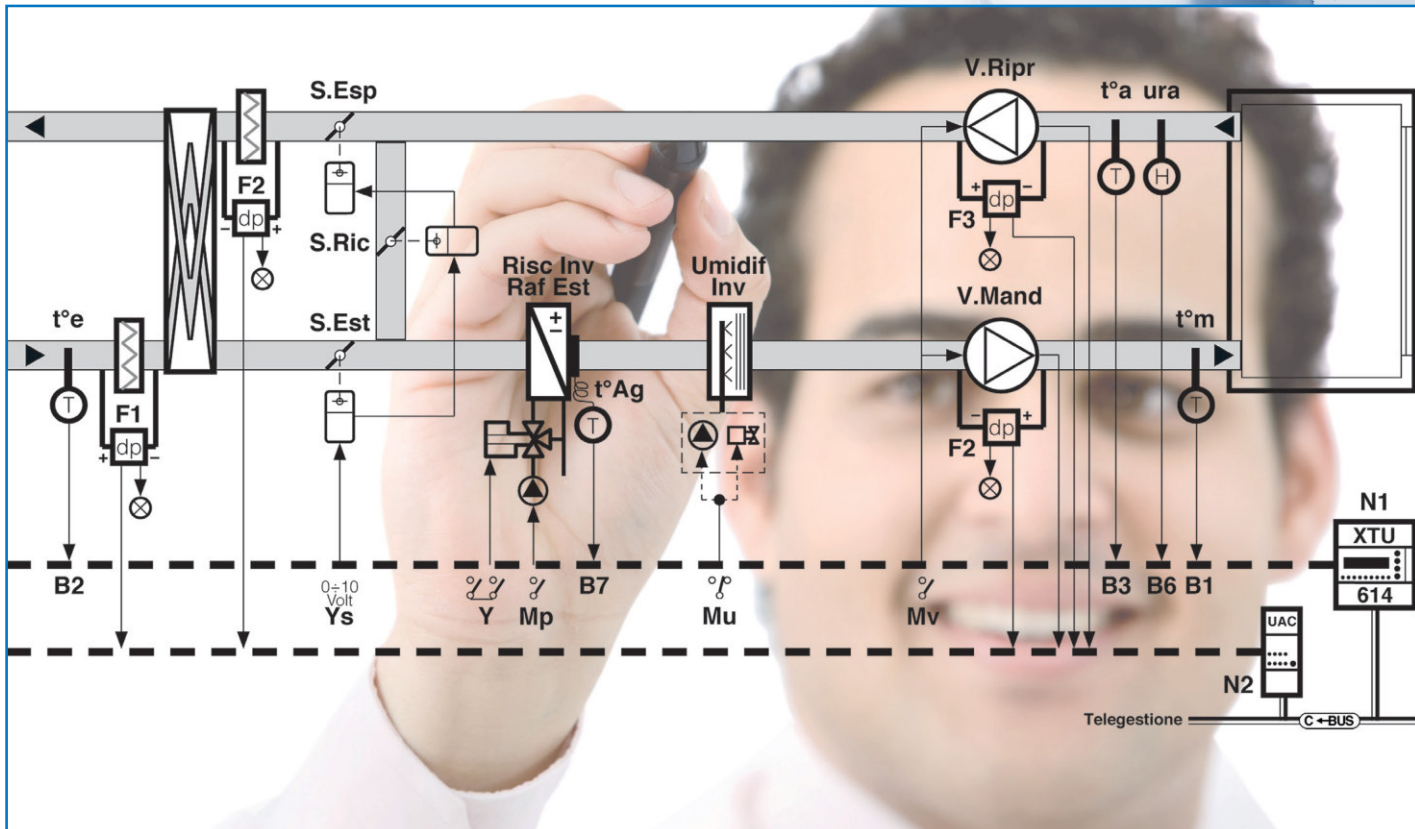 V.Ripr
S.Esp
t°a ura
F2
T
H
dp
- +
+ -
dp
F3
S.Ric
Risc Inv
Raf Est
Umidif
Inv
V.Mand
t°e
S.Est
+
-
t°m
t°Ag
T
F1
T
T
- +
dp
+ -
dp
F2
N1
XTU
614
B2
0÷10
Volt
Ys
Y
Mp
B7
Mu
Mv
B3
B6
B1
UAC
N2
Telegestione
C←BUS